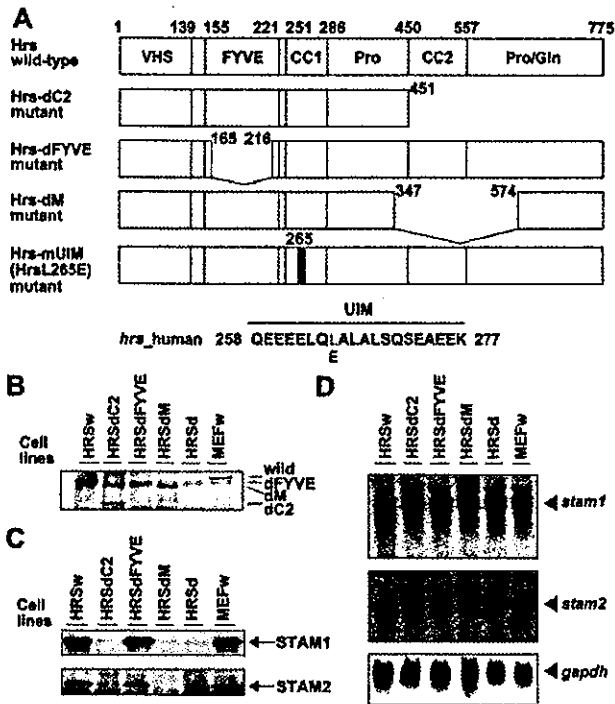 A
1 139 155 221 251 286 450 557 775
Hrs
wild-type
VHS FYVE CC1 Pro CC2 Pro/Gln
Hrs-dC2
mutant
451
Hrs-dFYVE
mutant
165 216
Hrs-dM
mutant
347 574
Hrs-mUIM
(HrsL265E)
mutant
265
UIM
hrs_human 258 QEEEELQLALALSQSEAEEK 277
E
B
Cell
lines
HRSw HRSdC2 HRSdFYVE HRSdM HRSd MEFw
wild
dFYVE
dM
dC2
C
Cell
lines
HRSw HRSdC2 HRSdFYVE HRSdM HRSd MEFw
STAM1
STAM2
D
HRSw HRSdC2 HRSdFYVE HRSdM HRSd MEFw
stam1
stam2
gapdh